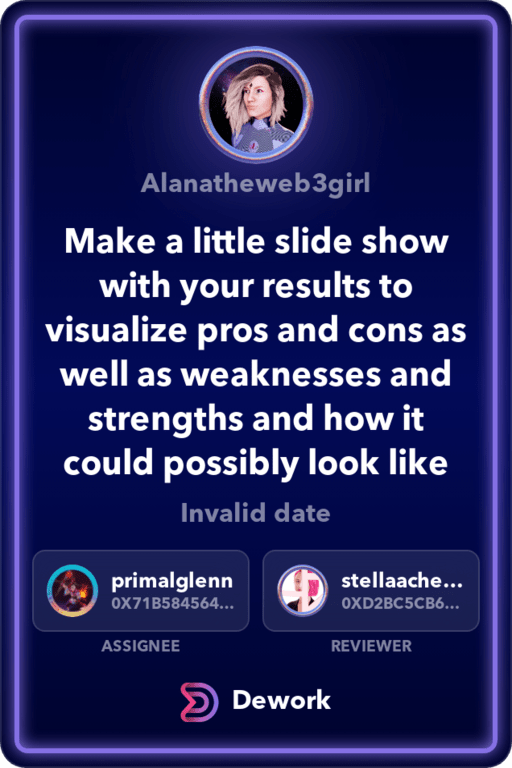 Alanatheweb3girl
Make a little slide show
with your results to
visualize pros and cons as
well as weaknesses and
strengths and how it
could possibly look like
Invalid date
primalglenn
0X71B584564...
ASSIGNEE
stellaache...
0XD2BC5CB6...
REVIEWER
Dework